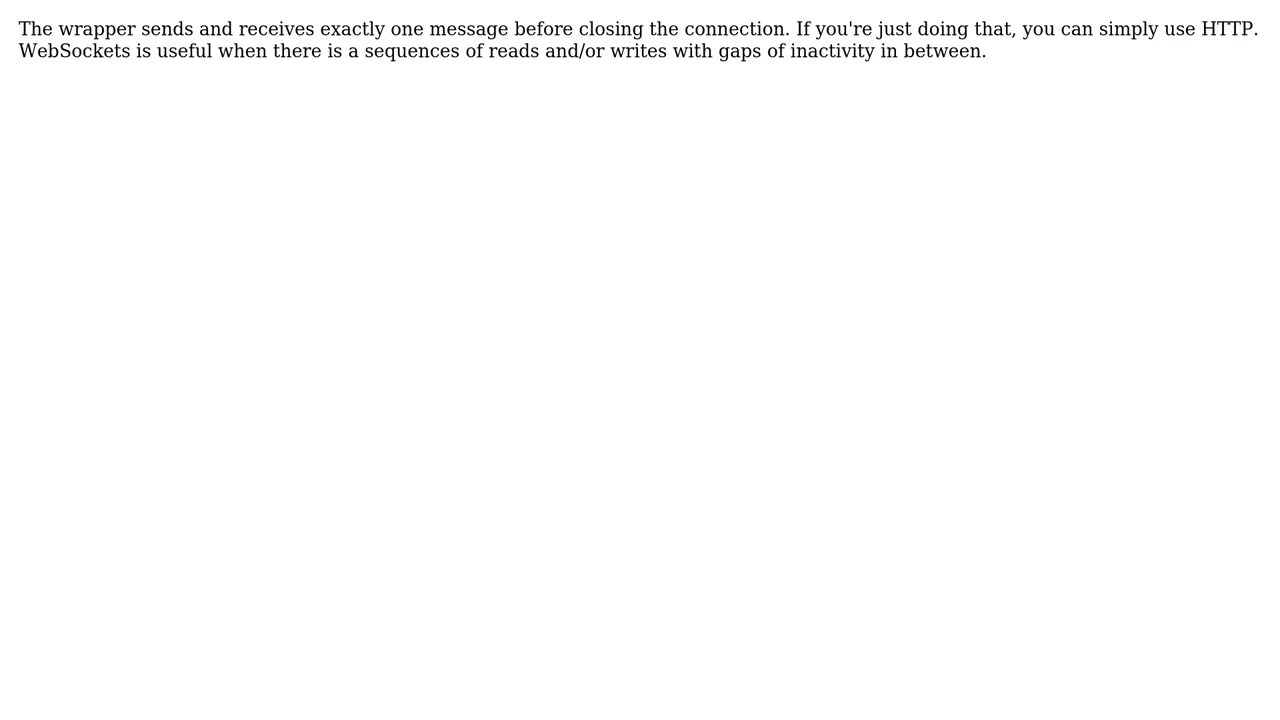 The wrapper sends and receives exactly one message before closing the connection. If you're just doing that, you can simply use HTTP.
WebSockets is useful when there is a sequences of reads and/or writes with gaps of inactivity in between.